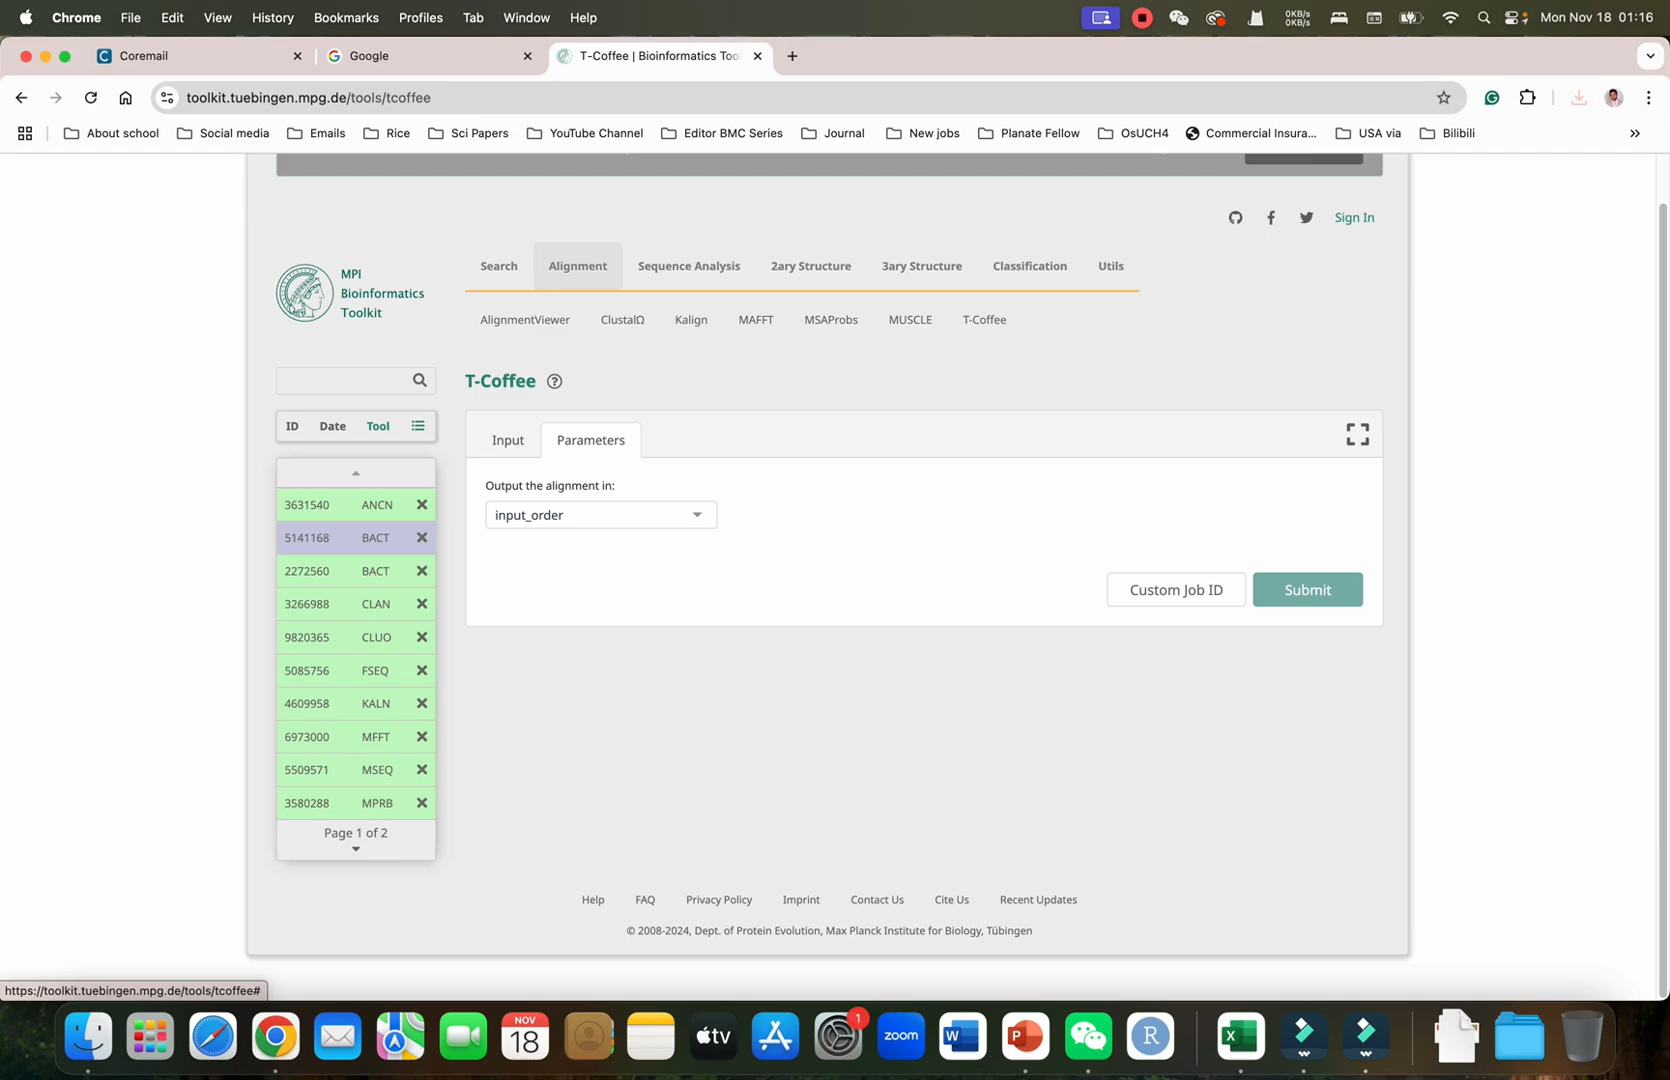 Chrome File Edit View History Bookmarks Profiles Tab Window Help 0KB/s 0KB/s Mon Nov 18 01:16
Coremail Google T-Coffee | Bioinformatics Too
toolkit.tuebingen.mpg.de/tools/tcoffee
About school Social media Emails Rice Sci Papers YouTube Channel Editor BMC Series Journal New jobs Planate Fellow OsUCH4 Commercial Insura... USA via Bilibili
Sign In
Search Alignment Sequence Analysis 2ary Structure 3ary Structure Classification Utils
MPI
Bioinformatics
Toolkit
AlignmentViewer ClustalΩ Kalign MAFFT MSAProbs MUSCLE T-Coffee
T-Coffee
ID Date Tool
Input Parameters
Output the alignment in:
input_order
Custom Job ID Submit
3631540 ANCN
5141168 BACT
2272560 BACT
3266988 CLAN
9820365 CLUO
5085756 FSEQ
4609958 KALN
6973000 MFFT
5509571 MSEQ
3580288 MPRB
Page 1 of 2
Help FAQ Privacy Policy Imprint Contact Us Cite Us Recent Updates
© 2008-2024, Dept. of Protein Evolution, Max Planck Institute for Biology, Tübingen
https://toolkit.tuebingen.mpg.de/tools/tcoffee#
NOV
18
tv
1
zoom
W
P
R
X